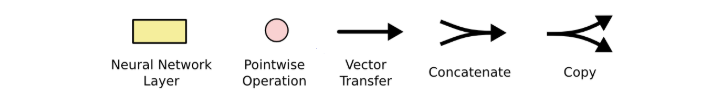 Neural Network
Layer
Pointwise
Operation
Vector
Transfer
Concatenate
Copy